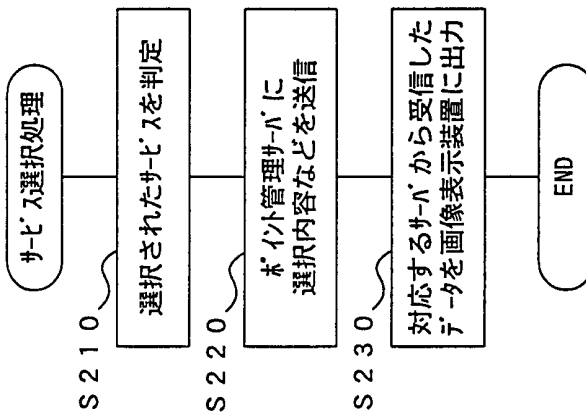 サービス選択処理
S210
選択されたサービスを判定
S220
ポイント管理サーバに
選択内容などを送信
S230
対応するサーバから受信した
データを画像表示装置に出力
END